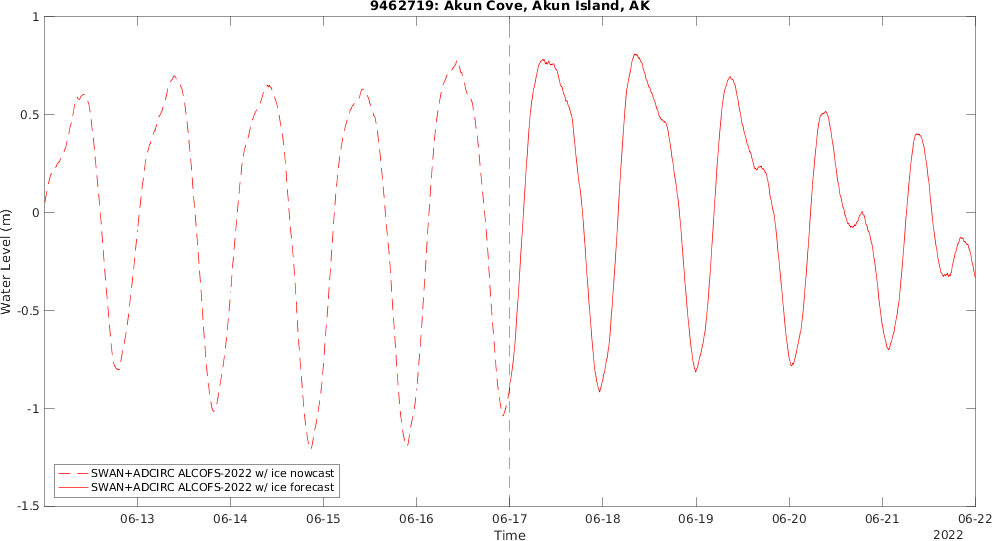 9462719: Akun Cove, Akun Island, AK
1
0.5
0
-0.5
-1
-1.5
Water Level (m)
SWAN+ADCIRC ALCOFS-2022 w/ ice nowcast
SWAN+ADCIRC ALCOFS-2022 w/ ice forecast
06-13 06-14 06-15 06-16 06-17 06-18 06-19 06-20 06-21 06-22
Time
2022